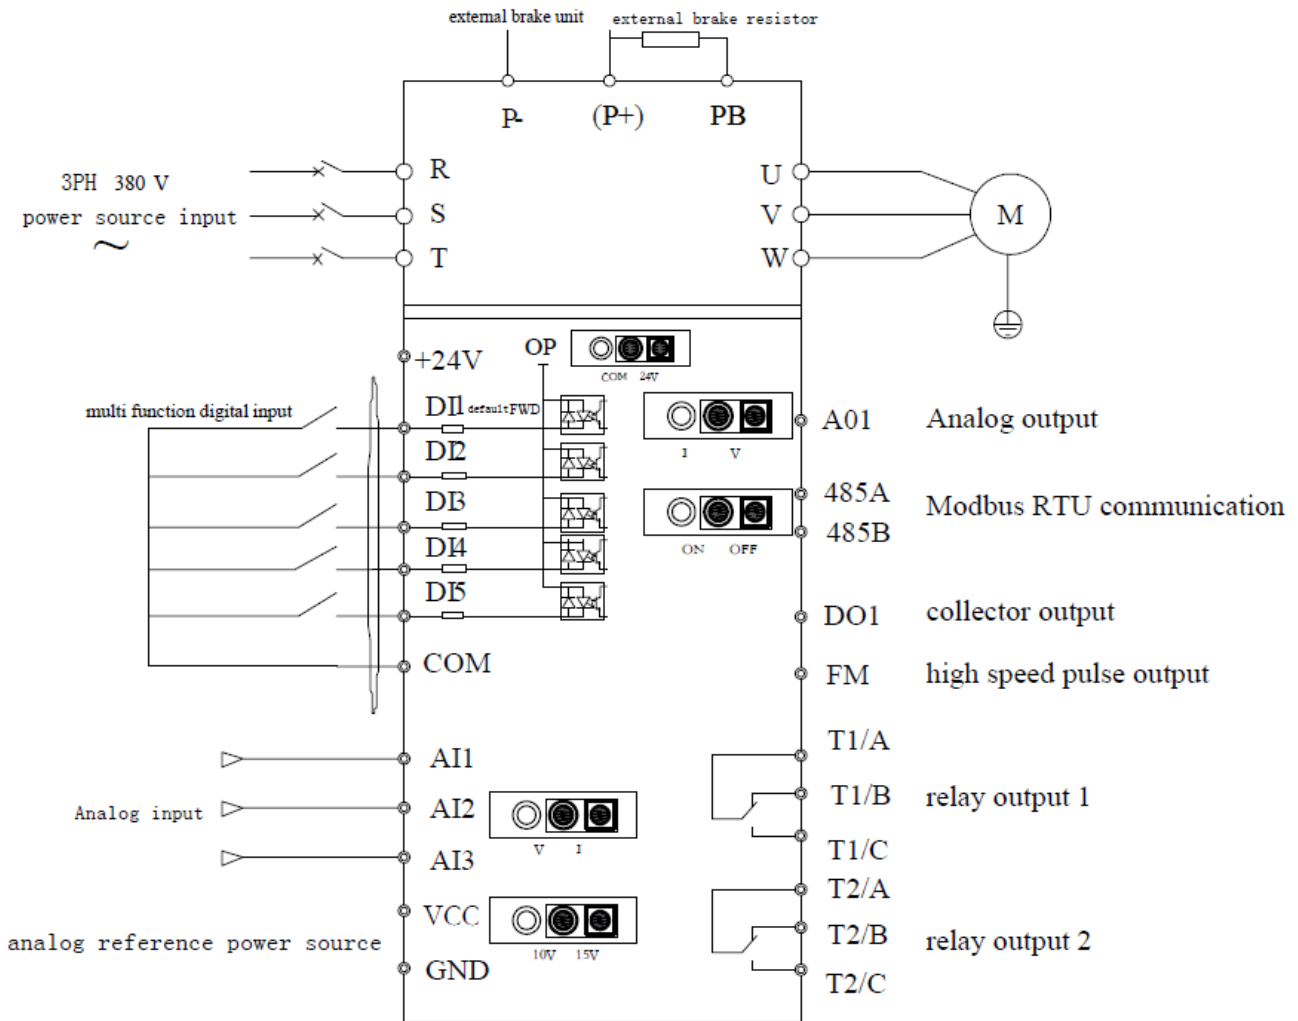 external brake unit
external brake resistor
P-
(P+)
PB
3PH 380 V
power source input
~
R
S
T
U
V
W
M
+24V
OP
COM 24V
multi function digital input
DI1 default FWD
DI2
DI3
DI4
DI5
COM
I V
A01
Analog output
485A
485B
Modbus RTU communication
ON OFF
DO1
collector output
FM
high speed pulse output
Analog input
AI1
AI2
AI3
V I
VCC
analog reference power source
10V 15V
GND
T1/A
T1/B
relay output 1
T1/C
T2/A
T2/B
relay output 2
T2/C